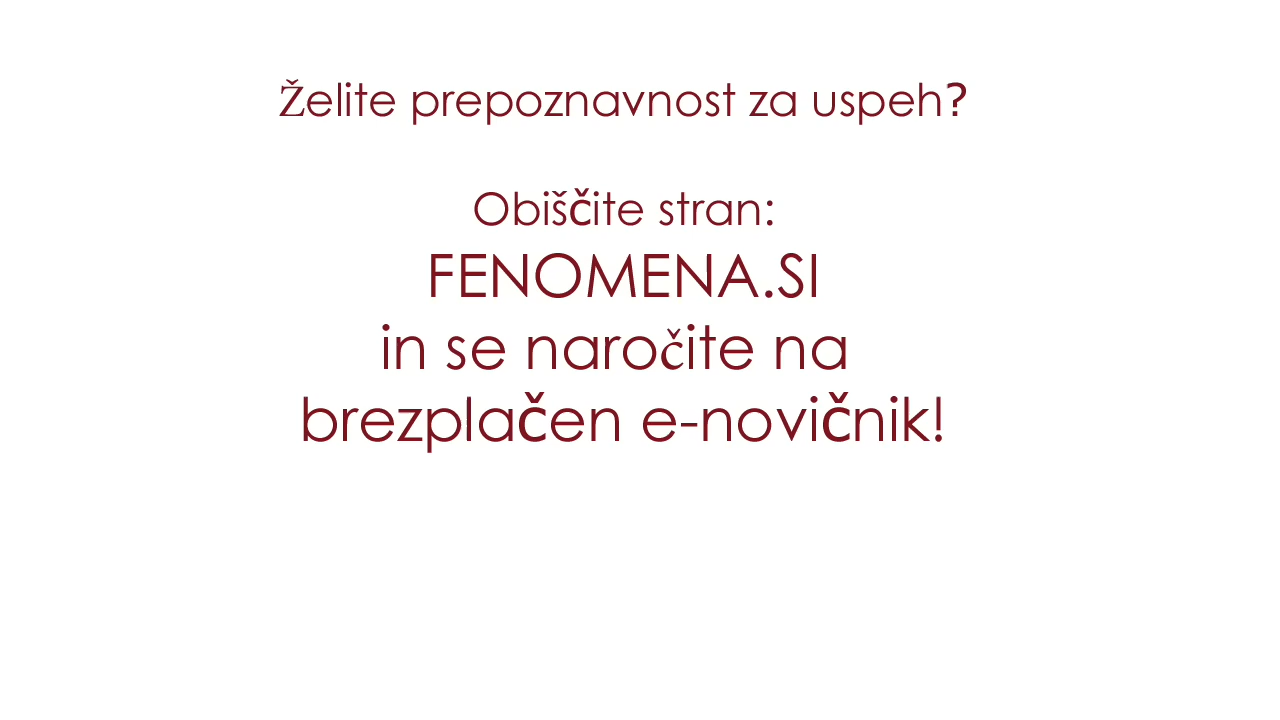 Želite prepoznavnost za uspeh?
Obiščite stran:
FENOMENA.SI
in se naročite na
brezplačen e-novičnik!